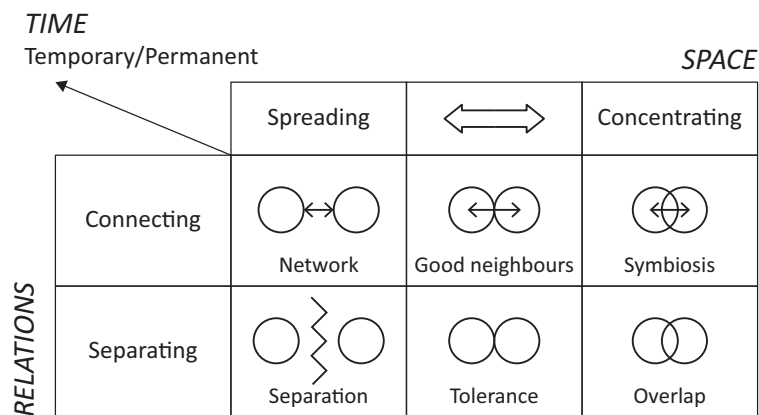 TIME
Temporary/Permanent
SPACE
Spreading
Concentrating
Connecting
Network
Good neighbours
Symbiosis
RELATIONS
Separating
Separation
Tolerance
Overlap